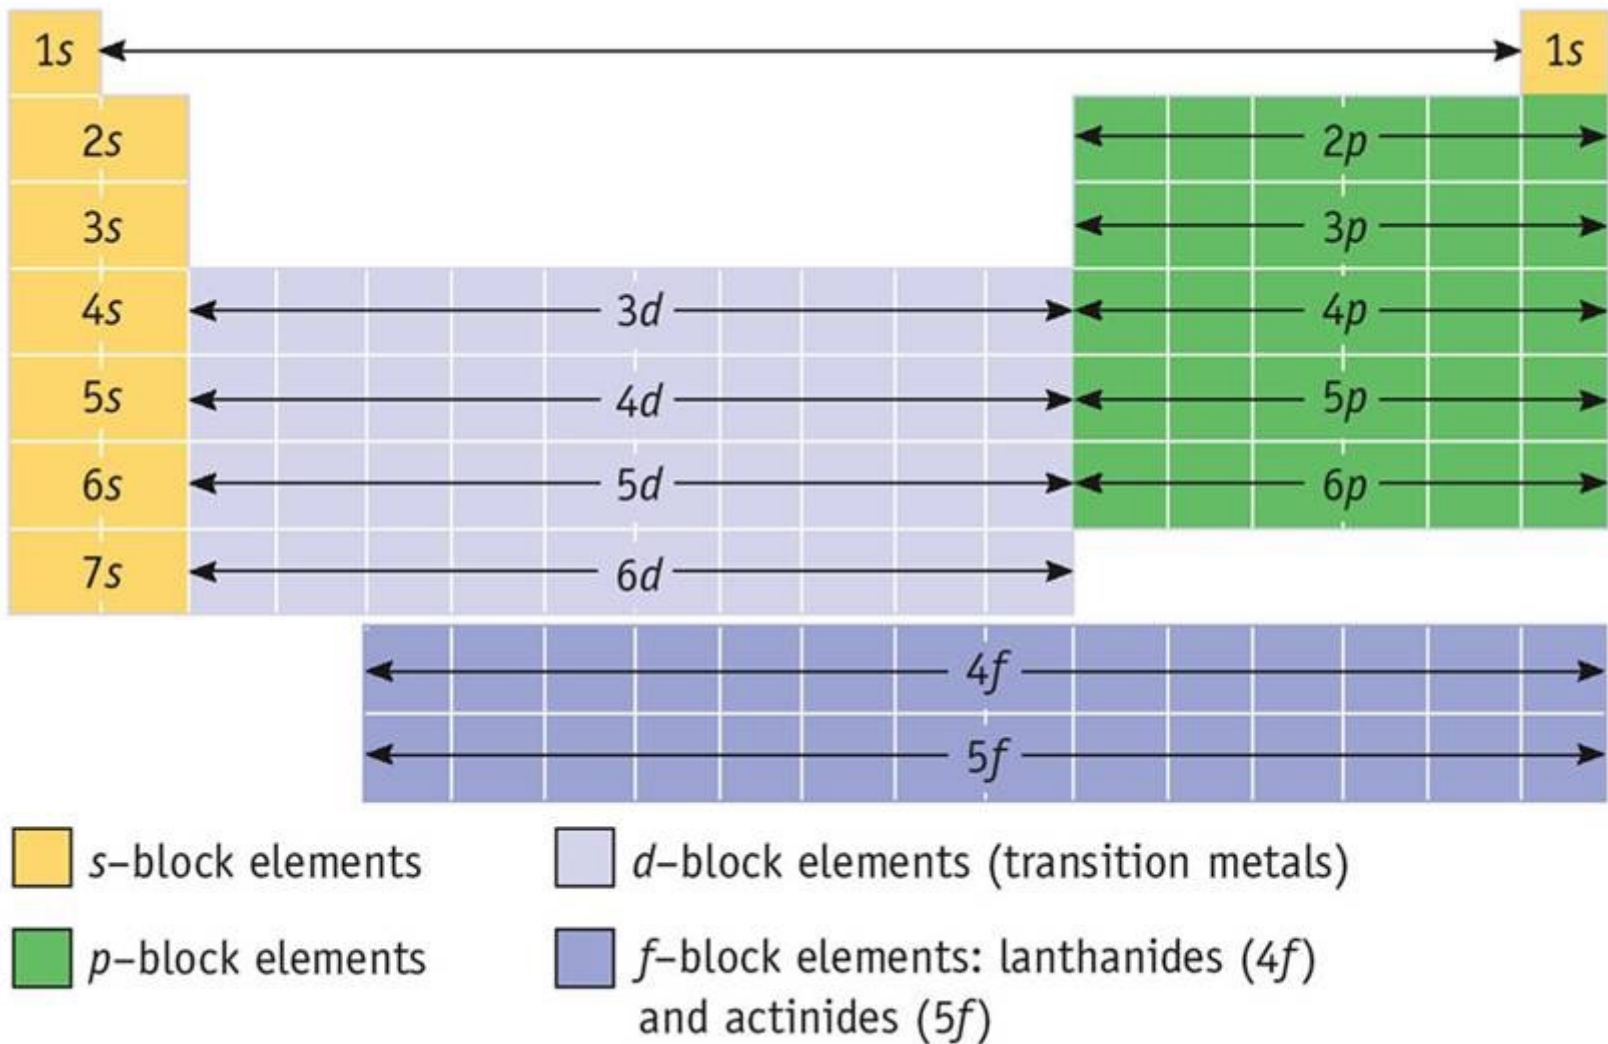 1s 1s
2s 2p
3s 3p
4s 3d 4p
5s 4d 5p
6s 5d 6p
7s 6d
4f
5f
s–block elements
d–block elements (transition metals)
p–block elements
f–block elements: lanthanides (4f)
and actinides (5f)